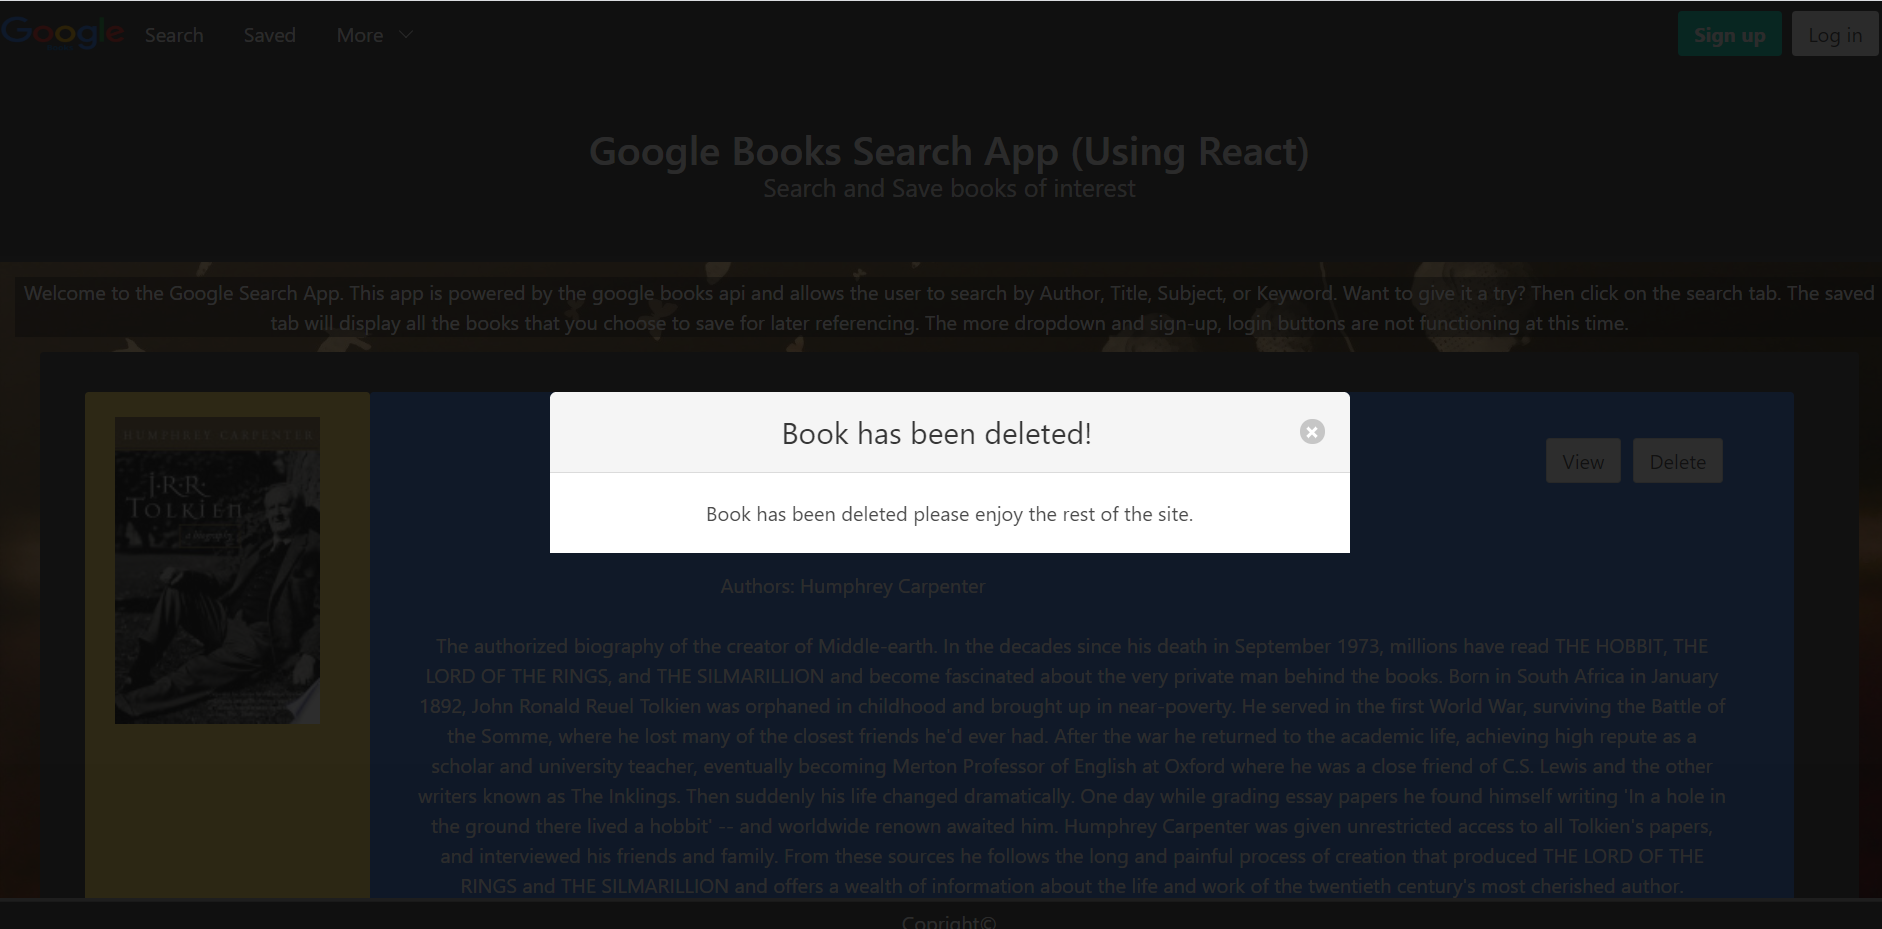 Google Search Saved More Sign up Log in
Google Books Search App (Using React)
Search and Save books of interest
Welcome to the Google Search App. This app is powered by the google books api and allows the user to search by Author, Title, Subject, or Keyword. Want to give it a try? Then click on the search tab. The saved
tab will display all the books that you choose to save for later referencing. The more dropdown and sign-up, login buttons are not functioning at this time.
Book has been deleted!
Book has been deleted please enjoy the rest of the site.
View Delete
HUMPHREY CARPENTER
J·R·R·
TOLKIEN
a biography
Authors: Humphrey Carpenter
The authorized biography of the creator of Middle-earth. In the decades since his death in September 1973, millions have read THE HOBBIT, THE
LORD OF THE RINGS, and THE SILMARILLION and become fascinated about the very private man behind the books. Born in South Africa in January
1892, John Ronald Reuel Tolkien was orphaned in childhood and brought up in near-poverty. He served in the first World War, surviving the Battle of
the Somme, where he lost many of the closest friends he'd ever had. After the war he returned to the academic life, achieving high repute as a
scholar and university teacher, eventually becoming Merton Professor of English at Oxford where he was a close friend of C.S. Lewis and the other
writers known as The Inklings. Then suddenly his life changed dramatically. One day while grading essay papers he found himself writing 'In a hole in
the ground there lived a hobbit' -- and worldwide renown awaited him. Humphrey Carpenter was given unrestricted access to all Tolkien's papers,
and interviewed his friends and family. From these sources he follows the long and painful process of creation that produced THE LORD OF THE
RINGS and THE SILMARILLION and offers a wealth of information about the life and work of the twentieth century's most cherished author.
Copright©